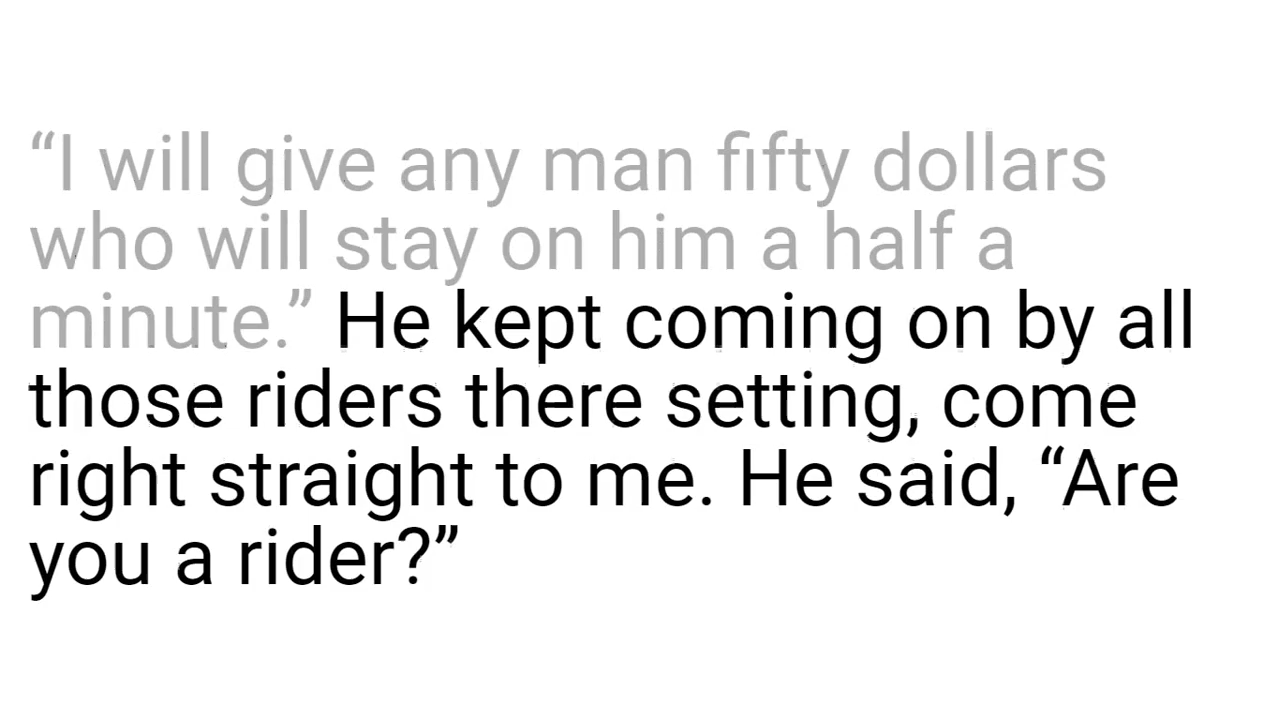 “I will give any man fifty dollars
who will stay on him a half a
minute.” He kept coming on by all
those riders there setting, come
right straight to me. He said, “Are
you a rider?”